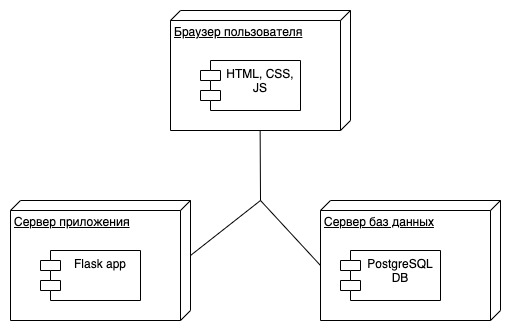 Браузер пользователя
HTML, CSS,
JS
Сервер приложения
Flask app
Сервер баз данных
PostgreSQL
DB